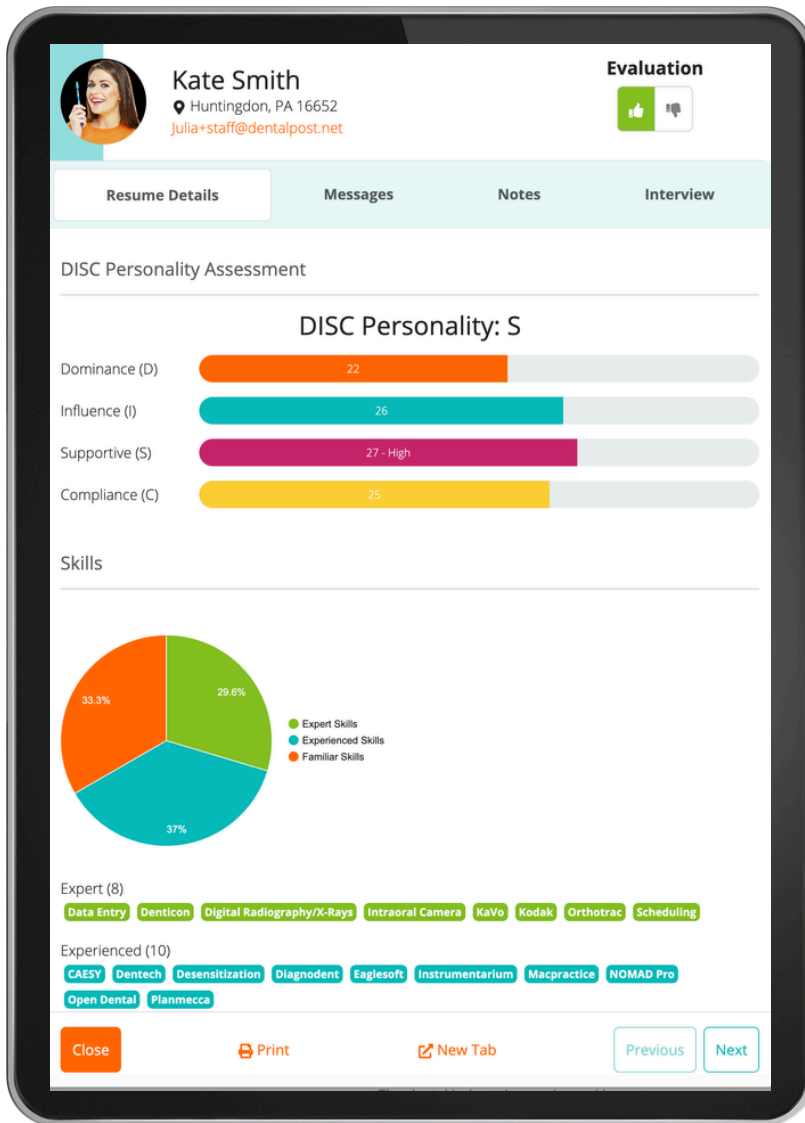 Kate Smith
Huntingdon, PA 16652
Julia+staff@dentalpost.net
Evaluation
Resume Details Messages Notes Interview
DISC Personality Assessment
DISC Personality: S
Dominance (D) 22
Influence (I) 26
Supportive (S) 27 - High
Compliance (C) 25
Skills
33.3% 29.6%
37%
Expert Skills
Experienced Skills
Familiar Skills
Expert (8)
Data Entry Denticon Digital Radiography/X-Rays Intraoral Camera KaVo Kodak Orthotrac Scheduling
Experienced (10)
CAESY Dentech Desensitization Diagnodent Eaglesoft Instrumentarium Macpractice NOMAD Pro
Open Dental Planmecca
Close Print New Tab Previous Next